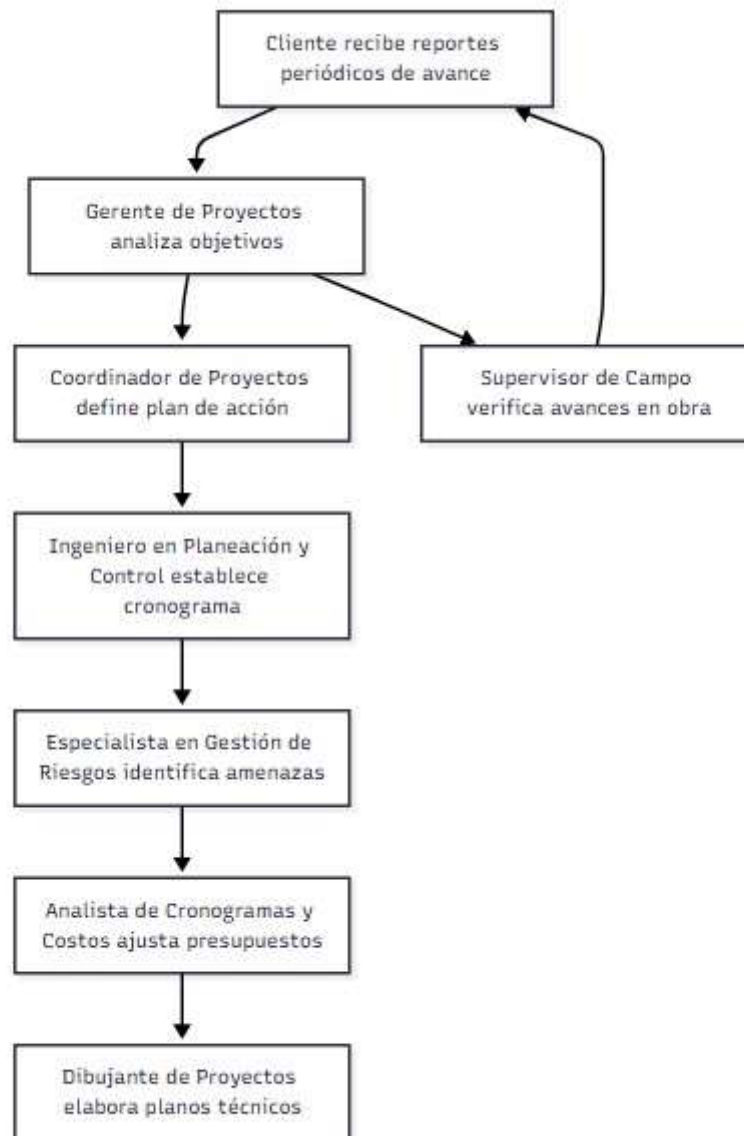 Cliente recibe reportes
periódicos de avance
Gerente de Proyectos
analiza objetivos
Coordinador de Proyectos
define plan de acción
Supervisor de Campo
verifica avances en obra
Ingeniero en Planeación y
Control establece
cronograma
Especialista en Gestión de
Riesgos identifica amenazas
Analista de Cronogramas y
Costos ajusta presupuestos
Dibujante de Proyectos
elabora planos técnicos